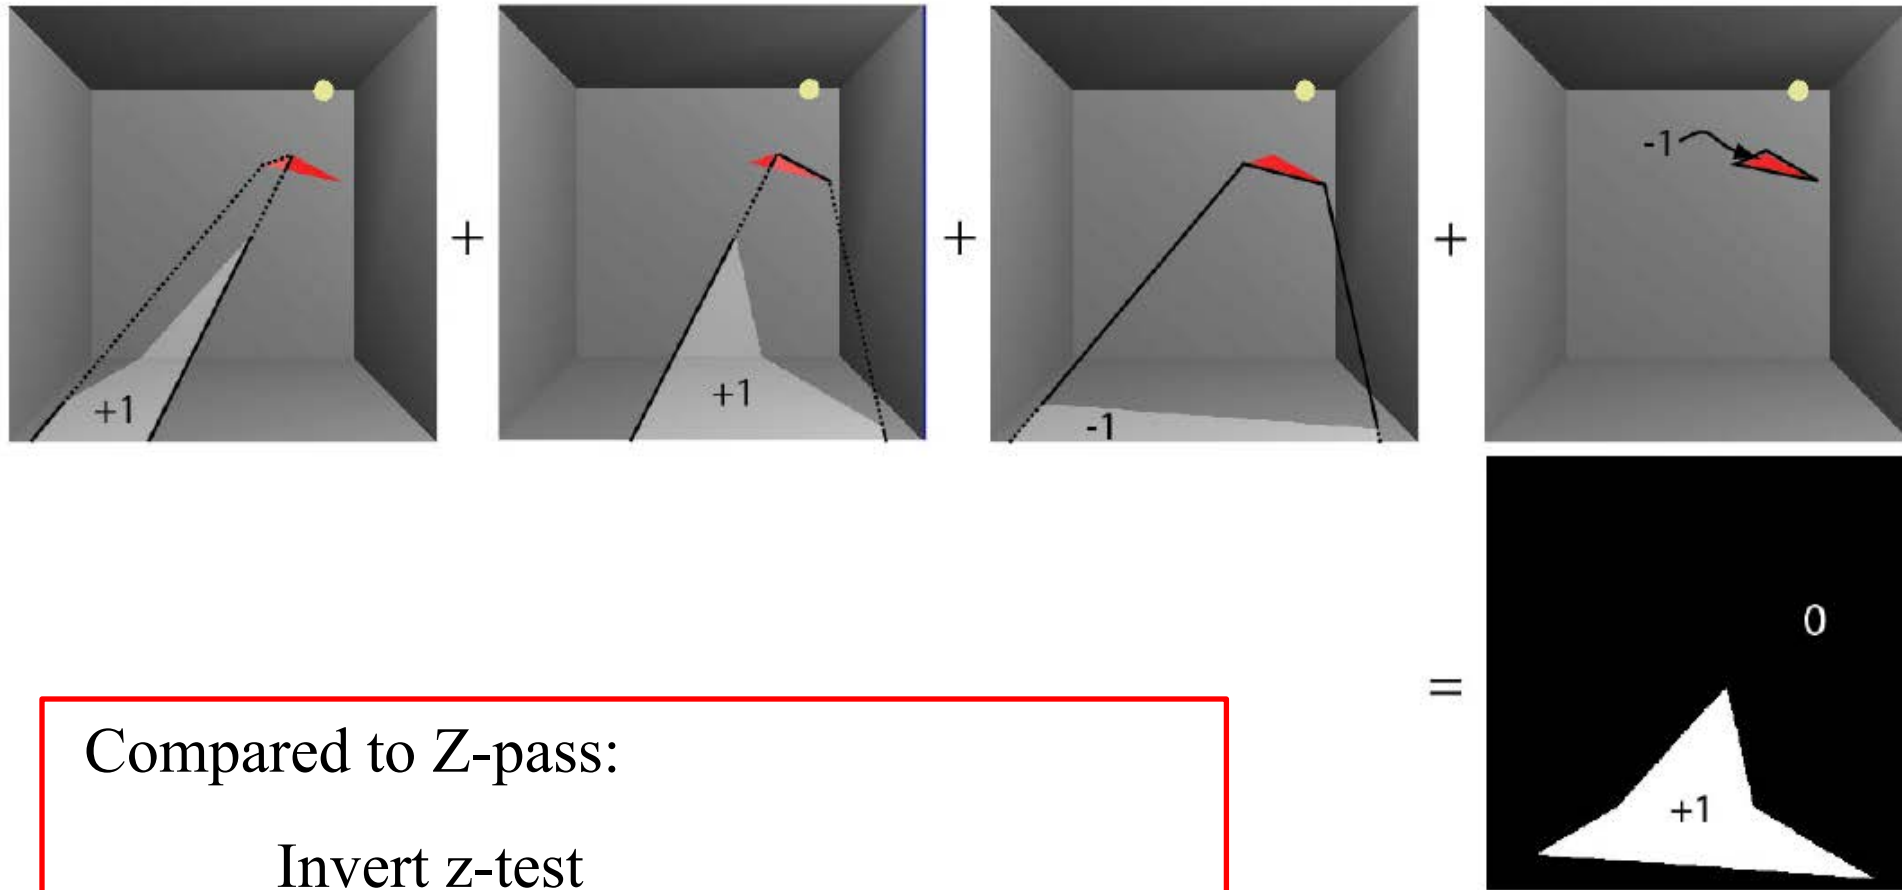 -1
+ + +
+1 +1 -1
0
=
Compared to Z-pass:
+1
Invert z-test